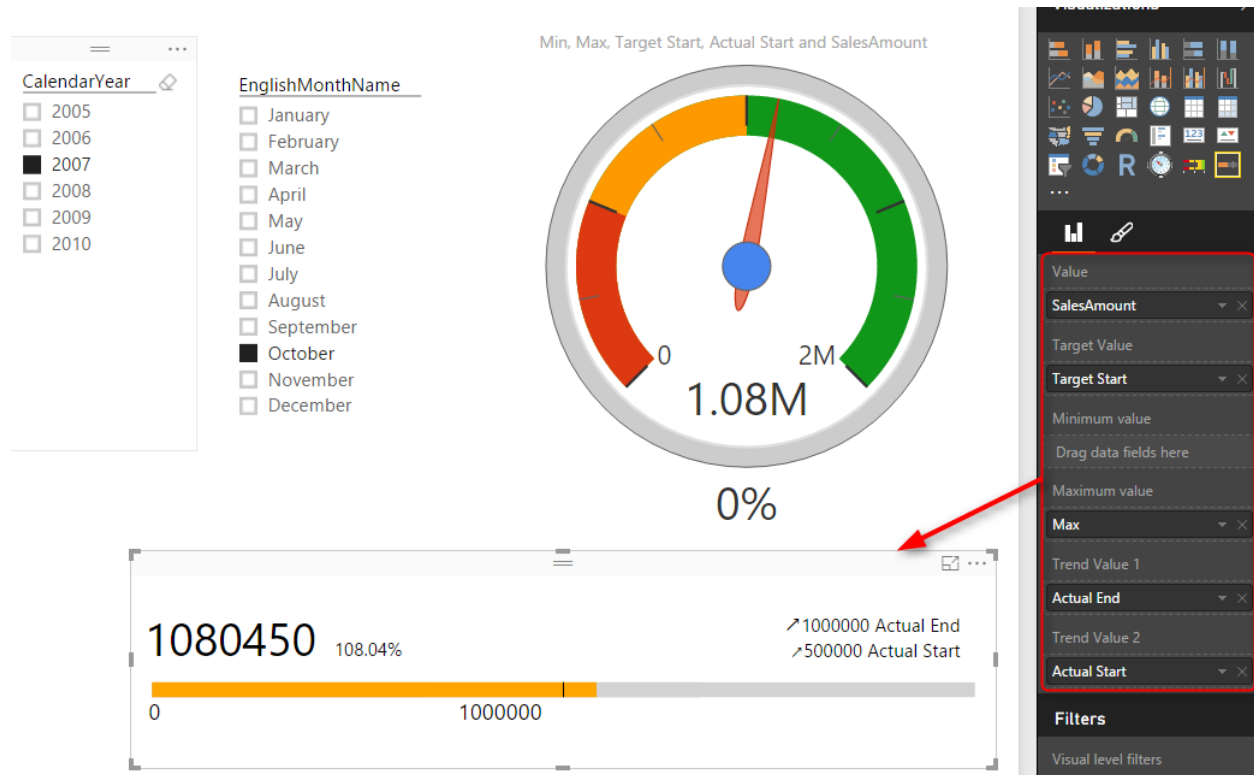 Visualizations
Min, Max, Target Start, Actual Start and SalesAmount
CalendarYear
2005
2006
2007
2008
2009
2010
EnglishMonthName
January
February
March
April
May
June
July
August
September
October
November
December
0
2M
1.08M
0%
1080450
108.04%
↗1000000 Actual End
↗500000 Actual Start
0
1000000
123
R
Value
SalesAmount
Target Value
Target Start
Minimum value
Drag data fields here
Maximum value
Max
Trend Value 1
Actual End
Trend Value 2
Actual Start
Filters
Visual level filters